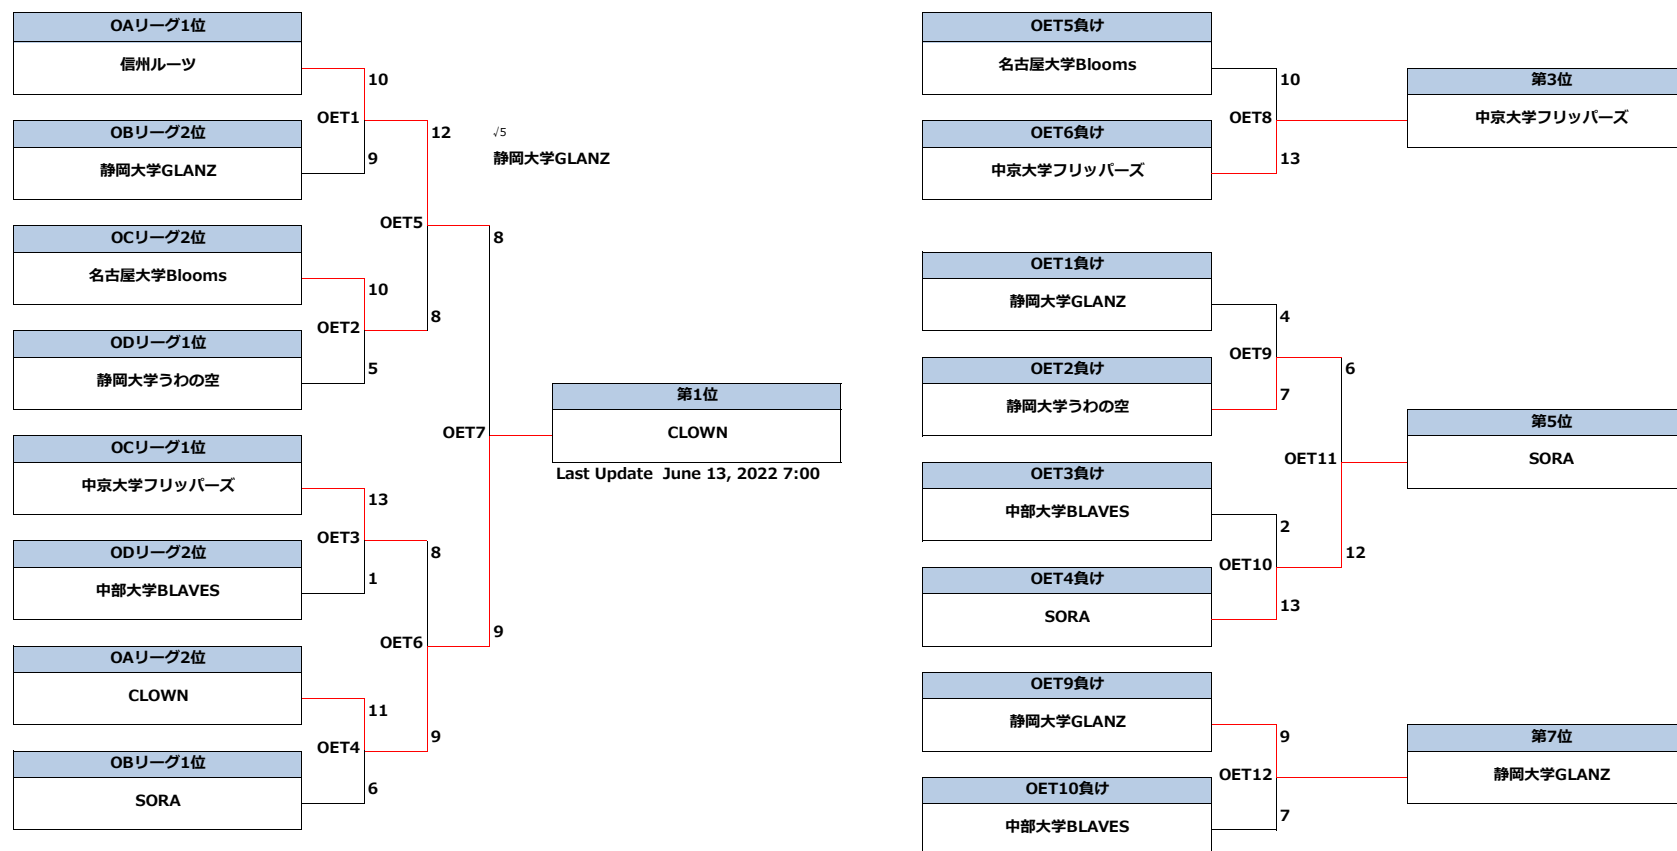 OAリーグ1位
信州ルーツ
10
OET1
OBリーグ2位
9
静岡大学GLANZ
12
√5
静岡大学GLANZ
OET5
8
OCリーグ2位
名古屋大学Blooms
10
OET2
8
ODリーグ1位
5
静岡大学うわの空
OET7
第1位
CLOWN
Last Update June 13, 2022 7:00
OCリーグ1位
中京大学フリッパーズ
13
OET3
ODリーグ2位
8
1
中部大学BLAVES
OET6
9
OAリーグ2位
CLOWN
11
OET4
9
OBリーグ1位
6
SORA
OET5負け
名古屋大学Blooms
10
OET8
第3位
中京大学フリッパーズ
OET6負け
13
中京大学フリッパーズ
OET1負け
静岡大学GLANZ
4
OET9
6
OET2負け
7
静岡大学うわの空
OET11
第5位
SORA
OET3負け
中部大学BLAVES
2
OET10
12
OET4負け
13
SORA
OET9負け
静岡大学GLANZ
9
OET12
第7位
静岡大学GLANZ
OET10負け
7
中部大学BLAVES